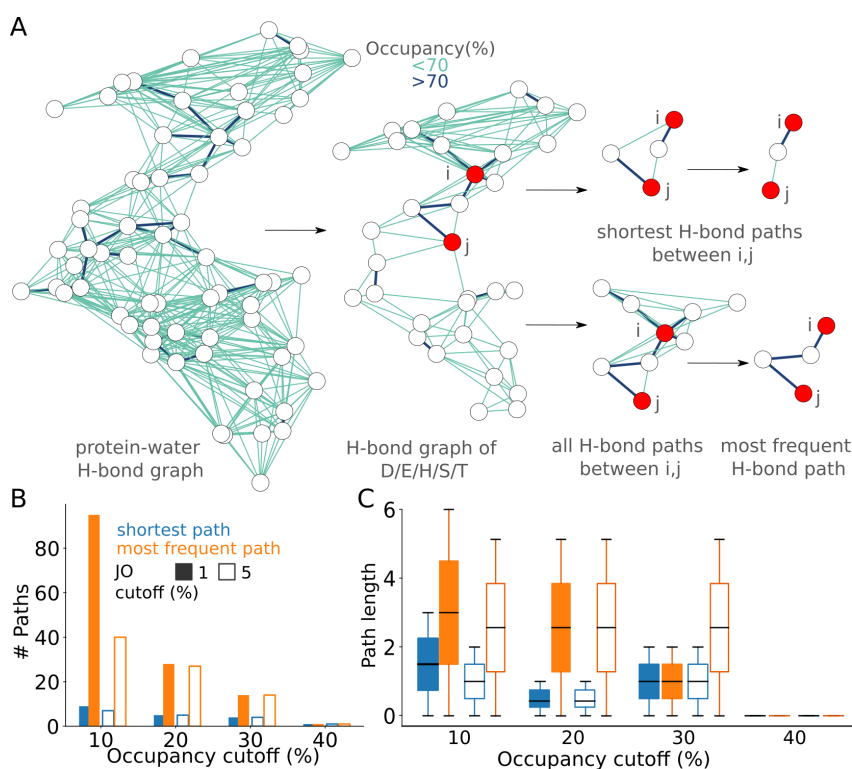 A
Occupancy(%)
<70
>70
i
j
i
j
i
j
shortest H-bond paths
between i,j
i
j
i
j
protein-water
H-bond graph
H-bond graph of
D/E/H/S/T
all H-bond paths
between i,j
most frequent
H-bond path
B
shortest path
most frequent path
JO
1
5
cutoff (%)
# Paths
80
60
40
20
0
10
20
30
40
Occupancy cutoff (%)
C
Path length
6
4
2
0
10
20
30
40
Occupancy cutoff (%)